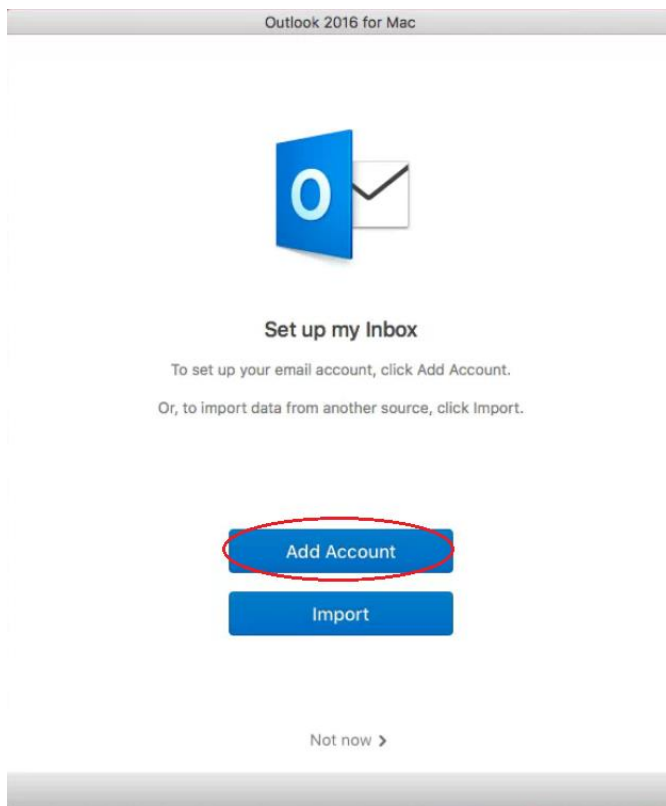 Outlook 2016 for Mac
O
Set up my Inbox
To set up your email account, click Add Account.
Or, to import data from another source, click Import.
Add Account
Import
Not now >